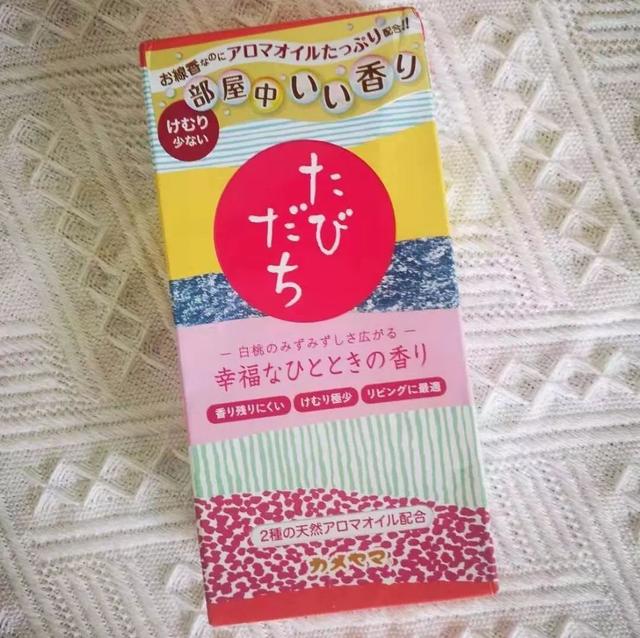 お線香なのにアロマオイルたっぷり配合!!
部屋中いい香り
けむり
少ない
たび
だち
－白桃のみずみずしさ広がる－
幸福なひとときの香り
香り残りにくい けむり極少 リビングに最適
2種の天然アロマオイル配合
カメヤマ